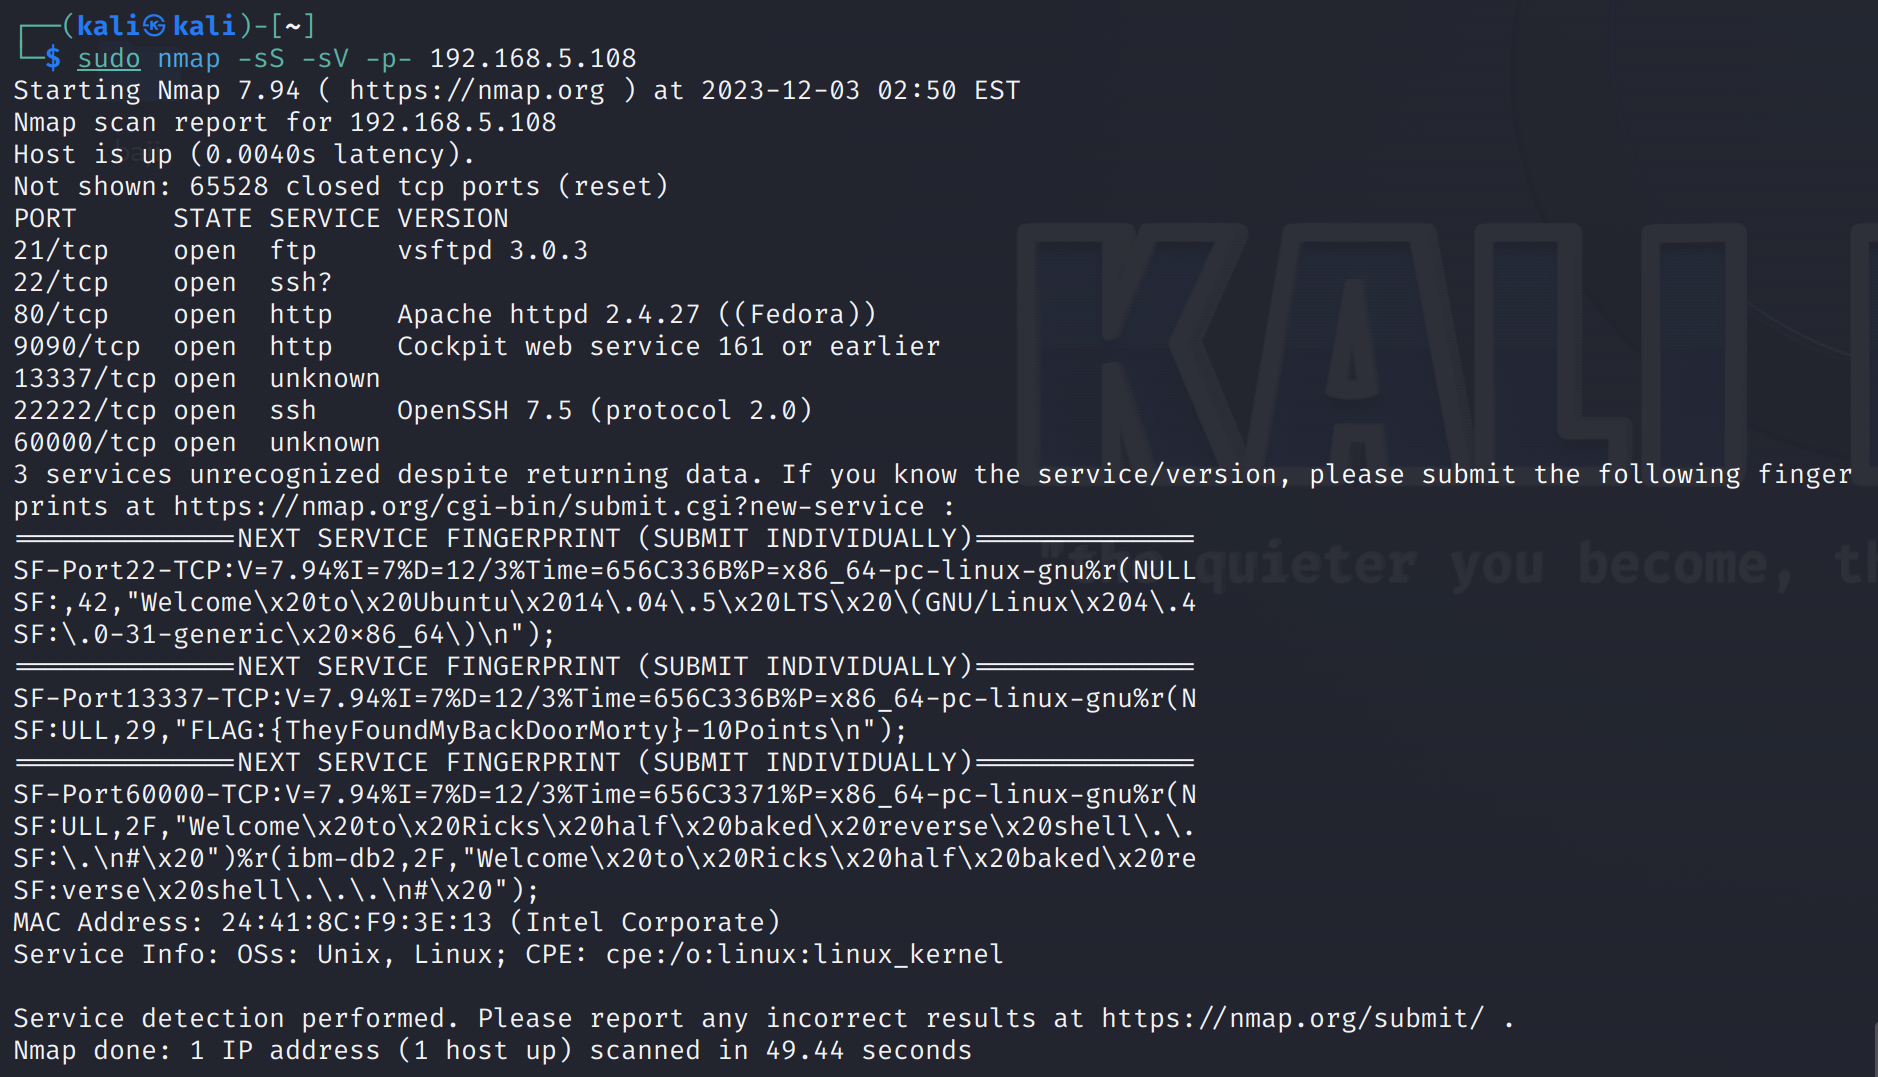 (kali㉿kali)-[~]
$ sudo nmap -sS -sV -p- 192.168.5.108
Starting Nmap 7.94 ( https://nmap.org ) at 2023-12-03 02:50 EST
Nmap scan report for 192.168.5.108
Host is up (0.0040s latency).
Not shown: 65528 closed tcp ports (reset)
PORT      STATE SERVICE VERSION
21/tcp    open  ftp     vsftpd 3.0.3
22/tcp    open  ssh?
80/tcp    open  http    Apache httpd 2.4.27 ((Fedora))
9090/tcp  open  http    Cockpit web service 161 or earlier
13337/tcp open  unknown
22222/tcp open  ssh     OpenSSH 7.5 (protocol 2.0)
60000/tcp open  unknown
3 services unrecognized despite returning data. If you know the service/version, please submit the following finger
prints at https://nmap.org/cgi-bin/submit.cgi?new-service :
==============NEXT SERVICE FINGERPRINT (SUBMIT INDIVIDUALLY)==============
SF-Port22-TCP:V=7.94%I=7%D=12/3%Time=656C336B%P=x86_64-pc-linux-gnu%r(NULL
SF:,42,"Welcome\x20to\x20Ubuntu\x2014\.04\.5\x20LTS\x20\(GNU/Linux\x204\.4
SF:\.0-31-generic\x20×86_64\)\n");
==============NEXT SERVICE FINGERPRINT (SUBMIT INDIVIDUALLY)==============
SF-Port13337-TCP:V=7.94%I=7%D=12/3%Time=656C336B%P=x86_64-pc-linux-gnu%r(N
SF:ULL,29,"FLAG:{TheyFoundMyBackDoorMorty}-10Points\n");
==============NEXT SERVICE FINGERPRINT (SUBMIT INDIVIDUALLY)==============
SF-Port60000-TCP:V=7.94%I=7%D=12/3%Time=656C3371%P=x86_64-pc-linux-gnu%r(N
SF:ULL,2F,"Welcome\x20to\x20Ricks\x20half\x20baked\x20reverse\x20shell\.\.
SF:\.\n#\x20")%r(ibm-db2,2F,"Welcome\x20to\x20Ricks\x20half\x20baked\x20re
SF:verse\x20shell\.\.\.\n#\x20");
MAC Address: 24:41:8C:F9:3E:13 (Intel Corporate)
Service Info: OSs: Unix, Linux; CPE: cpe:/o:linux:linux_kernel
Service detection performed. Please report any incorrect results at https://nmap.org/submit/ .
Nmap done: 1 IP address (1 host up) scanned in 49.44 seconds
KALI
"the quieter you become,